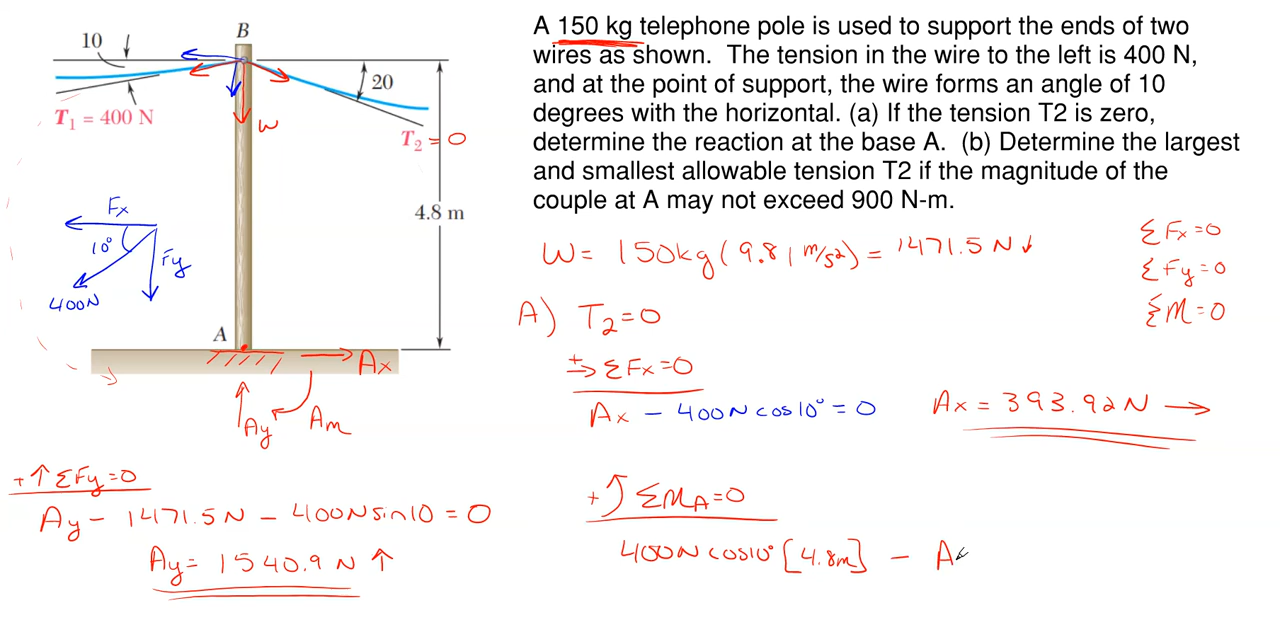 A 150 kg telephone pole is used to support the ends of two
wires as shown. The tension in the wire to the left is 400 N,
and at the point of support, the wire forms an angle of 10
degrees with the horizontal. (a) If the tension T2 is zero,
determine the reaction at the base A. (b) Determine the largest
and smallest allowable tension T2 if the magnitude of the
couple at A may not exceed 900 N-m.
B
10
20
T₁ = 400 N
W
T₂ = 0
4.8 m
Fx
10°
Fy
400N
A
Ax
Ay
Am
W = 150kg (9.81 m/s²) = 1471.5 N ↓
ΣFx=0
ΣFy=0
ΣM=0
A) T₂=0
+→ ΣFx=0
Ax - 400N cos10° = 0
Ax = 393.92 N →
+↑ ΣFy=0
Ay - 1471.5N - 400N sin10 = 0
Ay = 1540.9 N ↑
+ ΣMA=0
400N cos10° [4.8m] - A